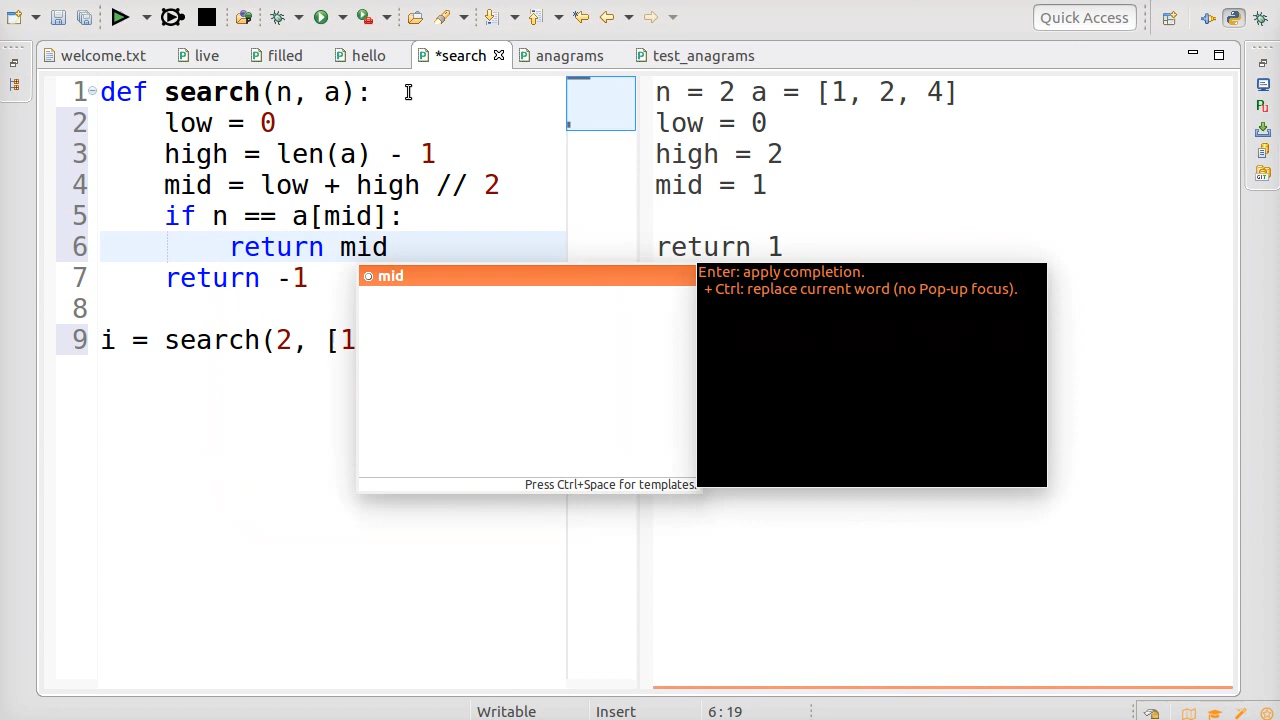 Quick Access
welcome.txt live filled hello *search anagrams test_anagrams
1 def search(n, a):
2 low = 0
3 high = len(a) - 1
4 mid = low + high // 2
5 if n == a[mid]:
6 return mid
7 return -1
8
9 i = search(2, [1
n = 2 a = [1, 2, 4]
low = 0
high = 2
mid = 1
return 1
mid
Press Ctrl+Space for templates.
Enter: apply completion.
+ Ctrl: replace current word (no Pop-up focus).
Writable Insert 6:19